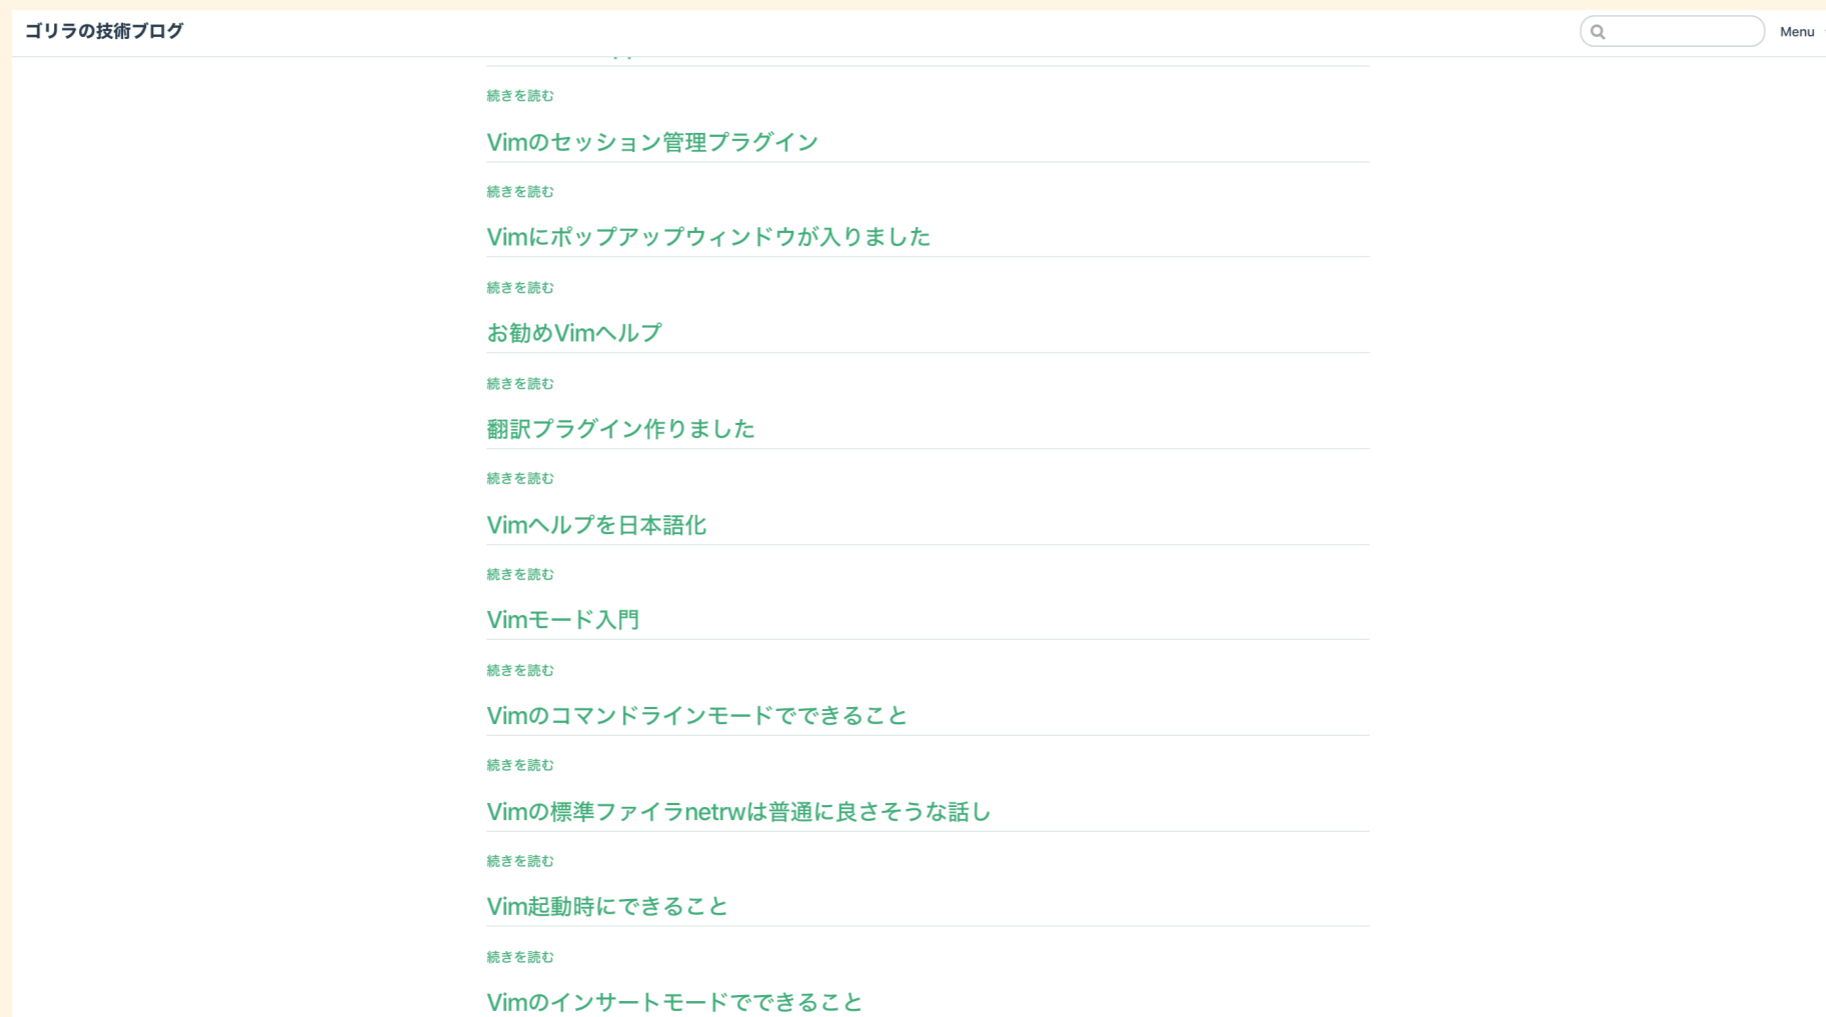 ゴリラの技術ブログ
Menu
続きを読む
Vimのセッション管理プラグイン
続きを読む
Vimにポップアップウィンドウが入りました
続きを読む
お勧めVimヘルプ
続きを読む
翻訳プラグイン作りました
続きを読む
Vimヘルプを日本語化
続きを読む
Vimモード入門
続きを読む
Vimのコマンドラインモードでできること
続きを読む
Vimの標準ファイラnetrwは普通に良さそうな話し
続きを読む
Vim起動時にできること
続きを読む
Vimのインサートモードでできること